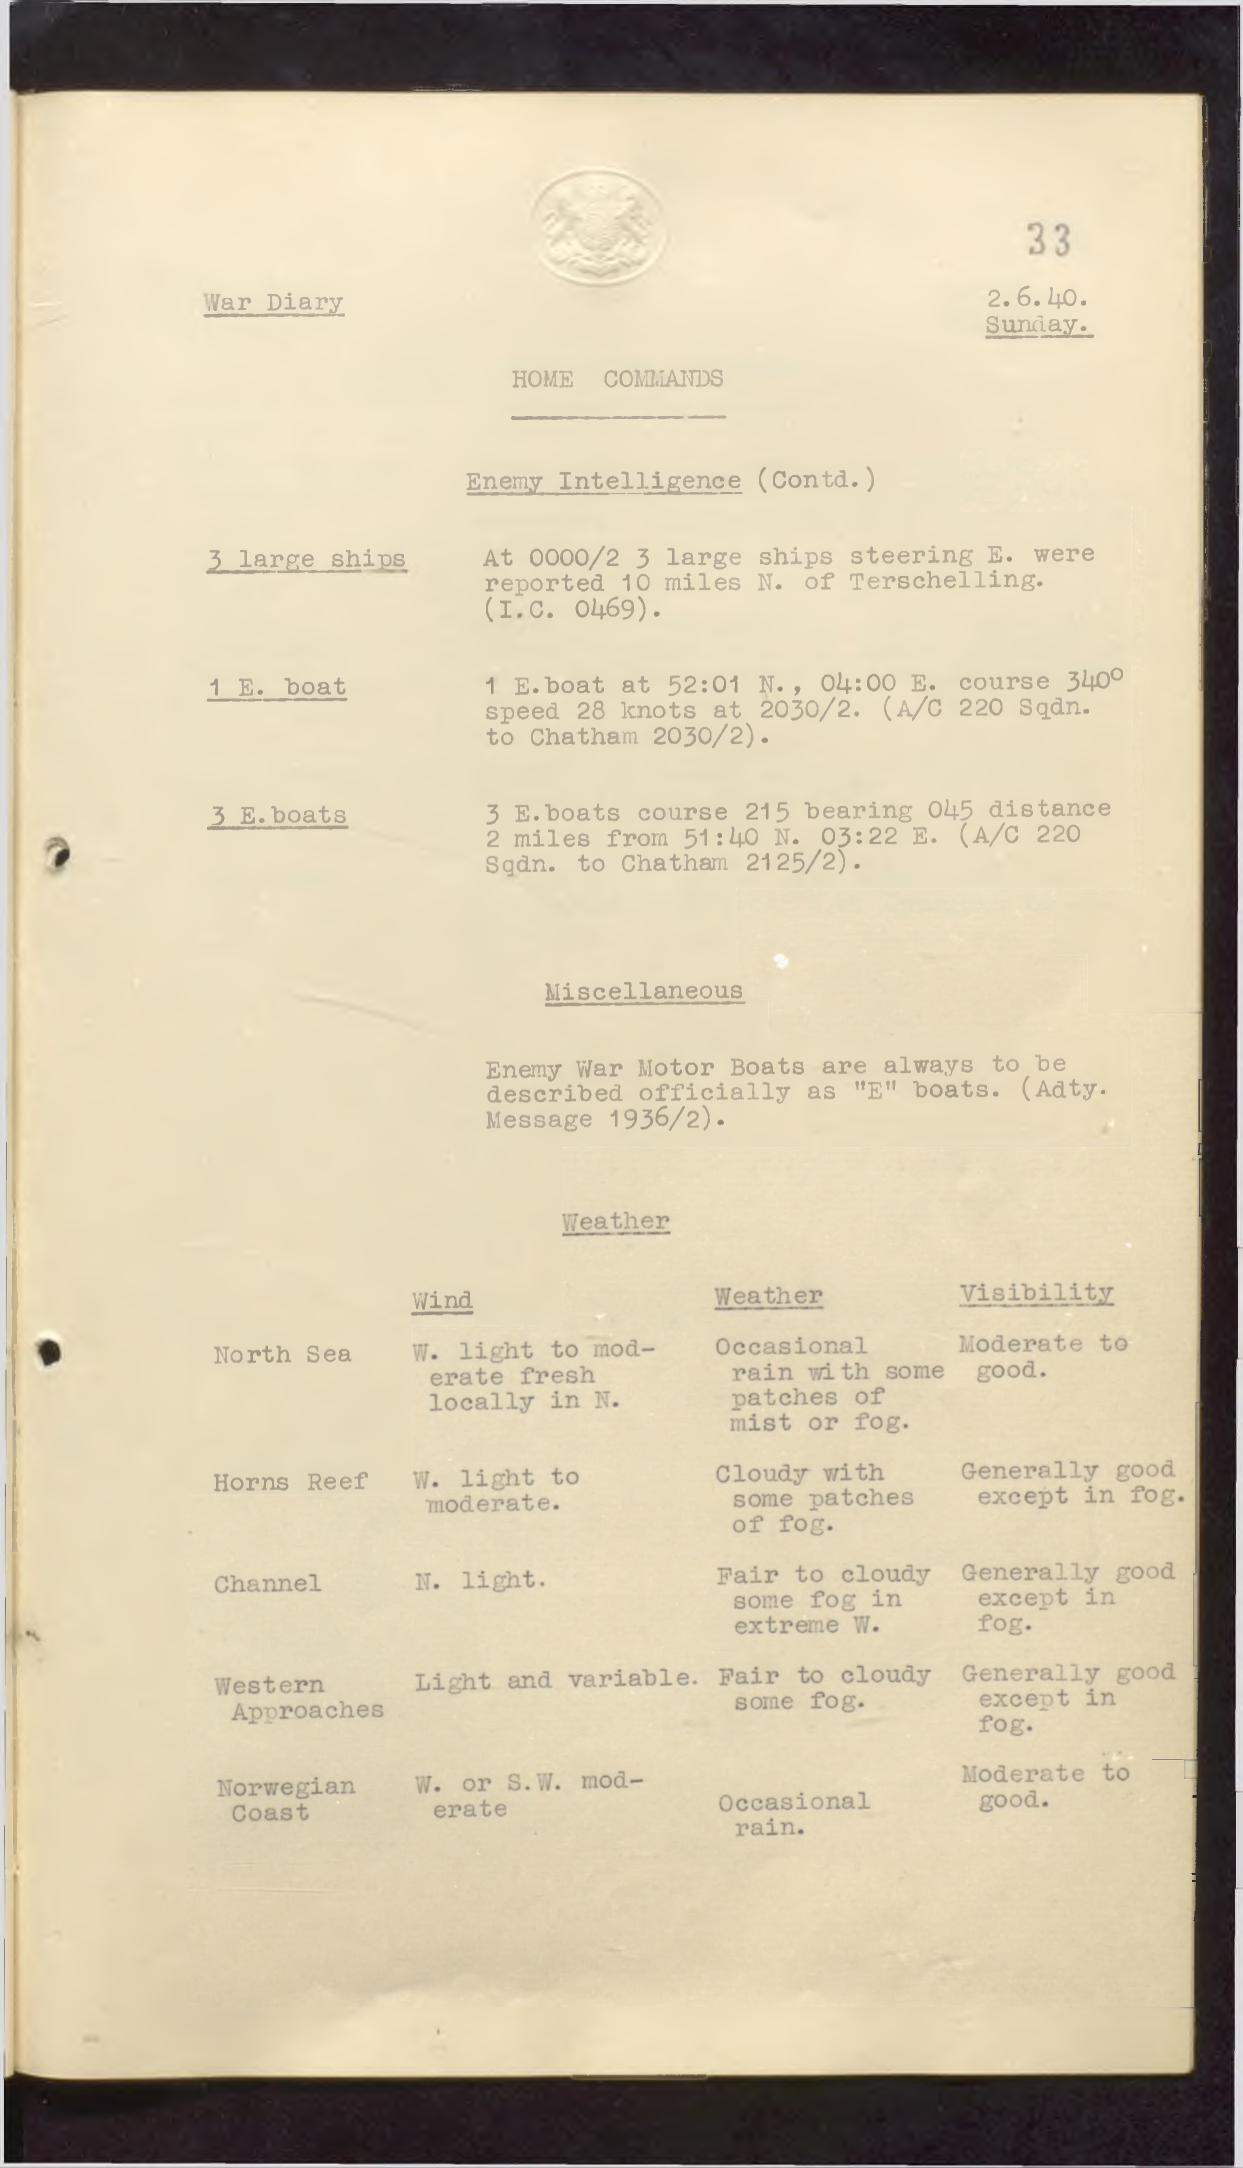 33
War Diary 2.6.40.
Sunday.
HOME COMMANDS
Enemy Intelligence (Contd.)
3 large ships At 0000/2 3 large ships steering E. were
reported 10 miles N. of Terschelling.
(I.C. 0469).
1 E. boat 1 E.boat at 52:01 N., 04:00 E. course 340°
speed 28 knots at 2030/2. (A/C 220 Sqdn.
to Chatham 2030/2).
3 E.boats 3 E.boats course 215 bearing 045 distance
2 miles from 51:40 N. 03:22 E. (A/C 220
Sqdn. to Chatham 2125/2).
Miscellaneous
Enemy War Motor Boats are always to be
described officially as "E" boats. (Adty.
Message 1936/2).
Weather
Wind Weather Visibility
North Sea W. light to mod- Occasional Moderate to
erate fresh rain with some good.
locally in N. patches of
mist or fog.
Horns Reef W. light to Cloudy with Generally good
moderate. some patches except in fog.
of fog.
Channel N. light. Fair to cloudy Generally good
some fog in except in
extreme W. fog.
Western Light and variable. Fair to cloudy Generally good
Approaches some fog. except in
fog.
Norwegian W. or S.W. mod- Moderate to
Coast erate Occasional good.
rain.